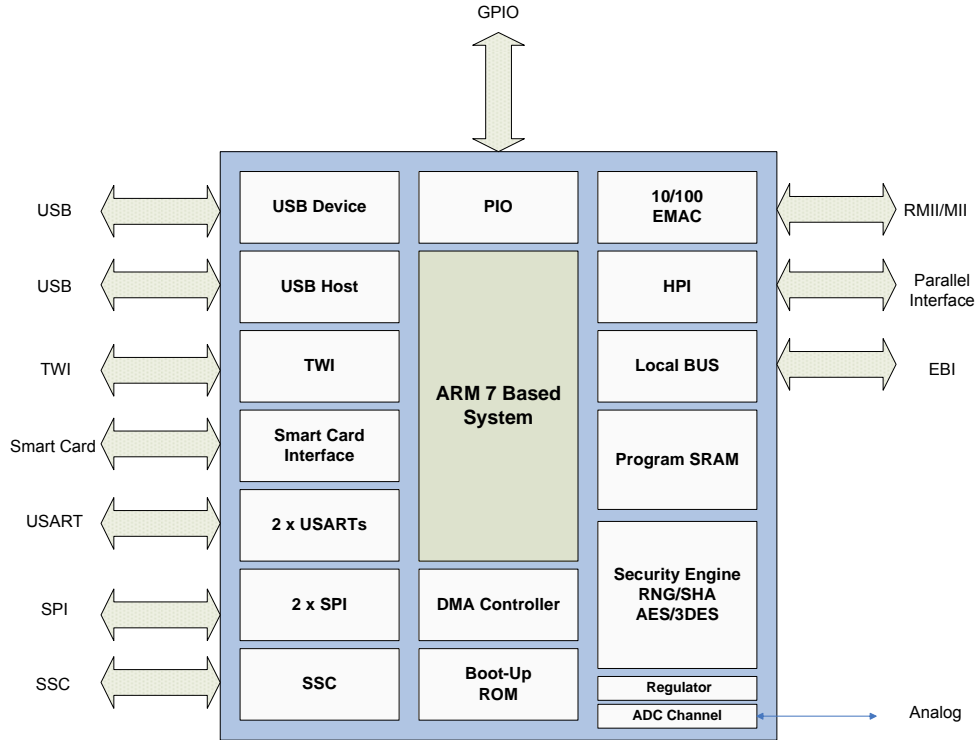 GPIO
USB
USB Device
PIO
10/100
EMAC
RMII/MII
USB
USB Host
HPI
Parallel
Interface
TWI
TWI
ARM 7 Based
System
Local BUS
EBI
Smart Card
Smart Card
Interface
Program SRAM
USART
2 x USARTs
Security Engine
RNG/SHA
AES/3DES
SPI
2 x SPI
DMA Controller
SSC
SSC
Boot-Up
ROM
Regulator
ADC Channel
Analog